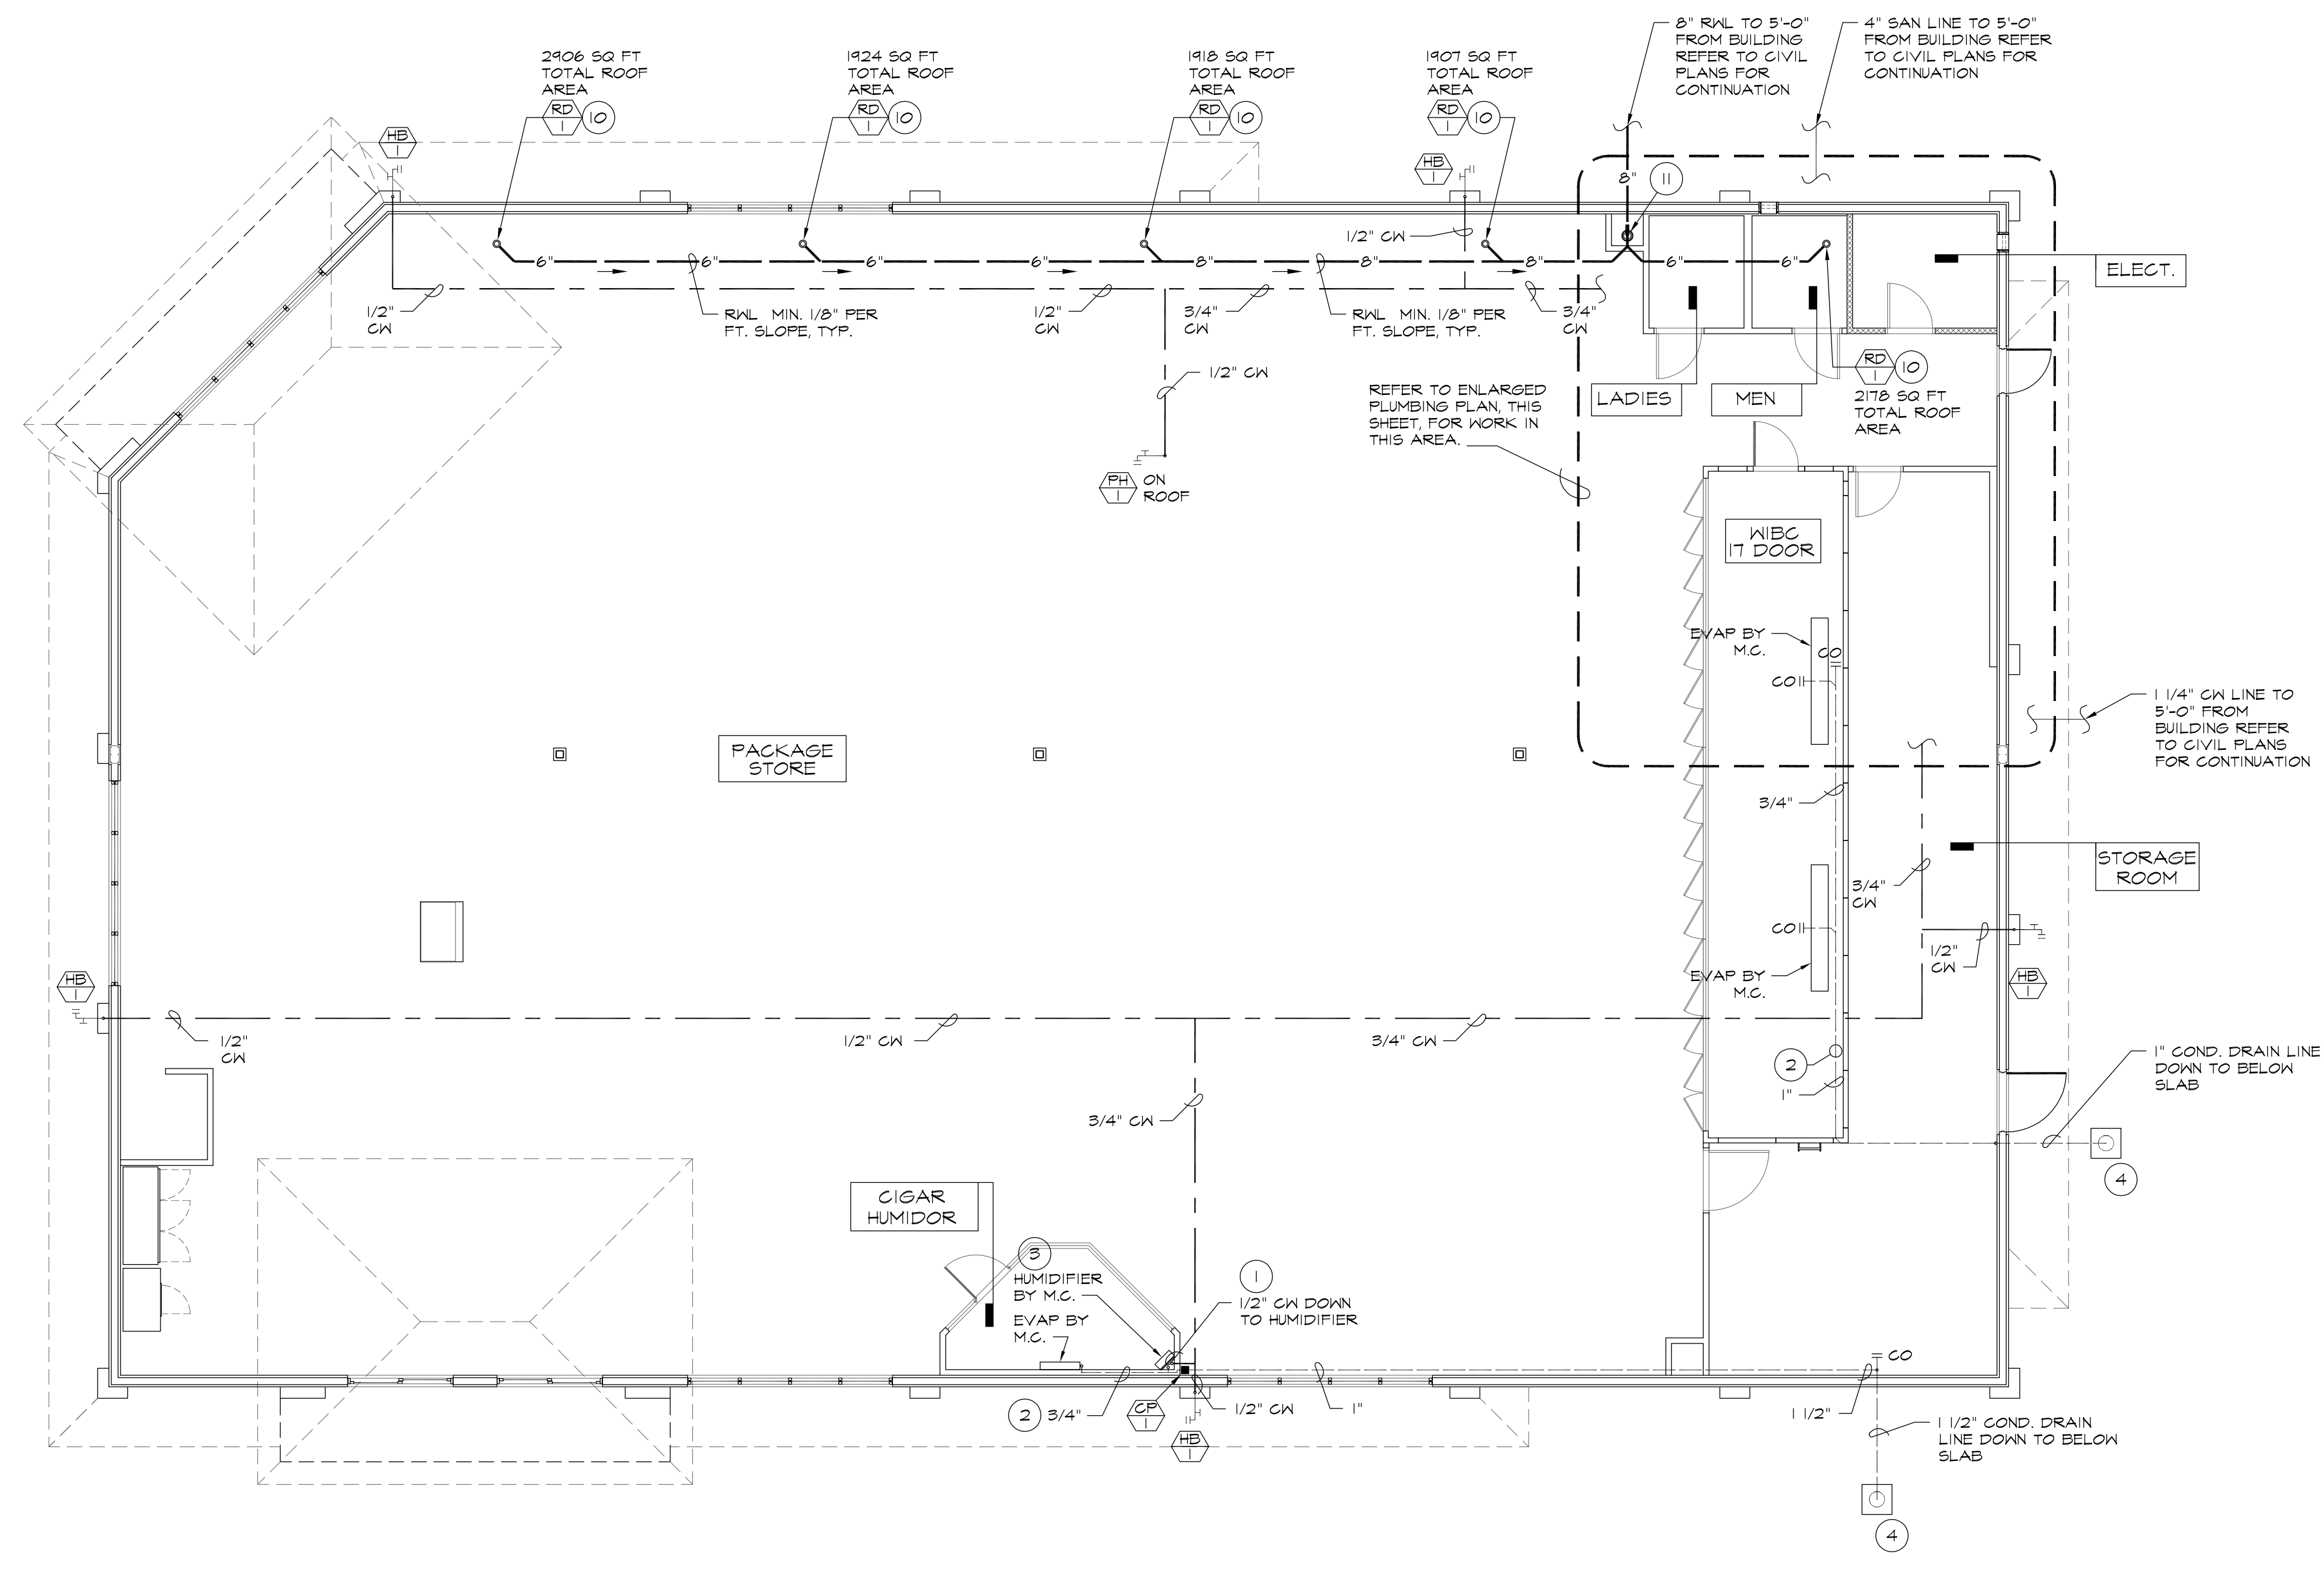 2906 SQ FT
TOTAL ROOF
AREA
RD
1
10
1924 SQ FT
TOTAL ROOF
AREA
RD
1
10
1918 SQ FT
TOTAL ROOF
AREA
RD
1
10
1907 SQ FT
TOTAL ROOF
AREA
RD
1
10
8" RWL TO 5'-0"
FROM BUILDING
REFER TO CIVIL
PLANS FOR
CONTINUATION
4" SAN LINE TO 5'-0"
FROM BUILDING REFER
TO CIVIL PLANS FOR
CONTINUATION
HB
1
HB
1
8"
11
1/2" CW
6"
6"
6"
6"
8"
8"
8"
6"
6"
ELECT.
1/2"
CW
RWL MIN. 1/8" PER
FT. SLOPE, TYP.
1/2"
CW
3/4"
CW
RWL MIN. 1/8" PER
FT. SLOPE, TYP.
3/4"
CW
1/2" CW
REFER TO ENLARGED
PLUMBING PLAN, THIS
SHEET, FOR WORK IN
THIS AREA.
LADIES
MEN
RD
1
10
2178 SQ FT
TOTAL ROOF
AREA
PH
1
ON
ROOF
WIBC
17 DOOR
EVAP BY
M.C.
CO
CO
1 1/4" CW LINE TO
5'-0" FROM
BUILDING REFER
TO CIVIL PLANS
FOR CONTINUATION
PACKAGE
STORE
3/4"
STORAGE
ROOM
3/4"
CW
CO
1/2"
CW
EVAP BY
M.C.
HB
1
HB
1
1/2"
CW
1/2" CW
3/4" CW
2
1"
1" COND. DRAIN LINE
DOWN TO BELOW
SLAB
3/4" CW
4
CIGAR
HUMIDOR
3
HUMIDIFIER
BY M.C.
EVAP BY
M.C.
1
1/2" CW DOWN
TO HUMIDIFIER
CO
2
3/4"
CP
1
1/2" CW
1"
1 1/2"
HB
1
1 1/2" COND. DRAIN
LINE DOWN TO BELOW
SLAB
4